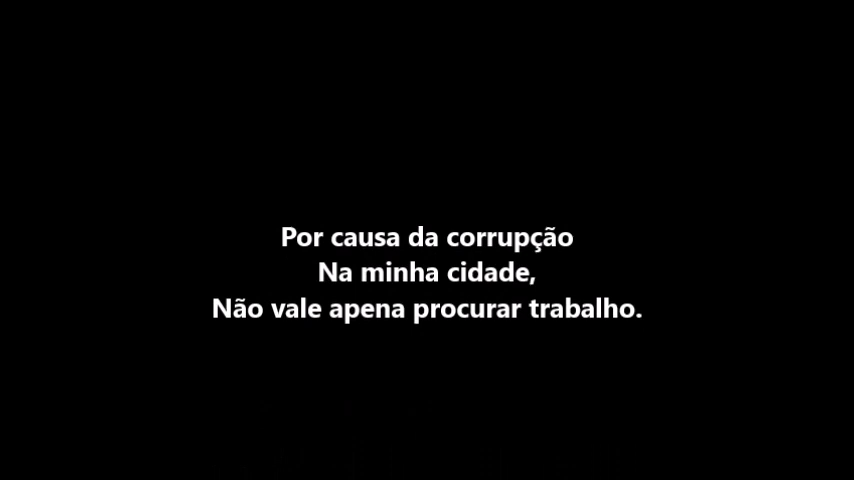 Por causa da corrupção
Na minha cidade,
Não vale apena procurar trabalho.